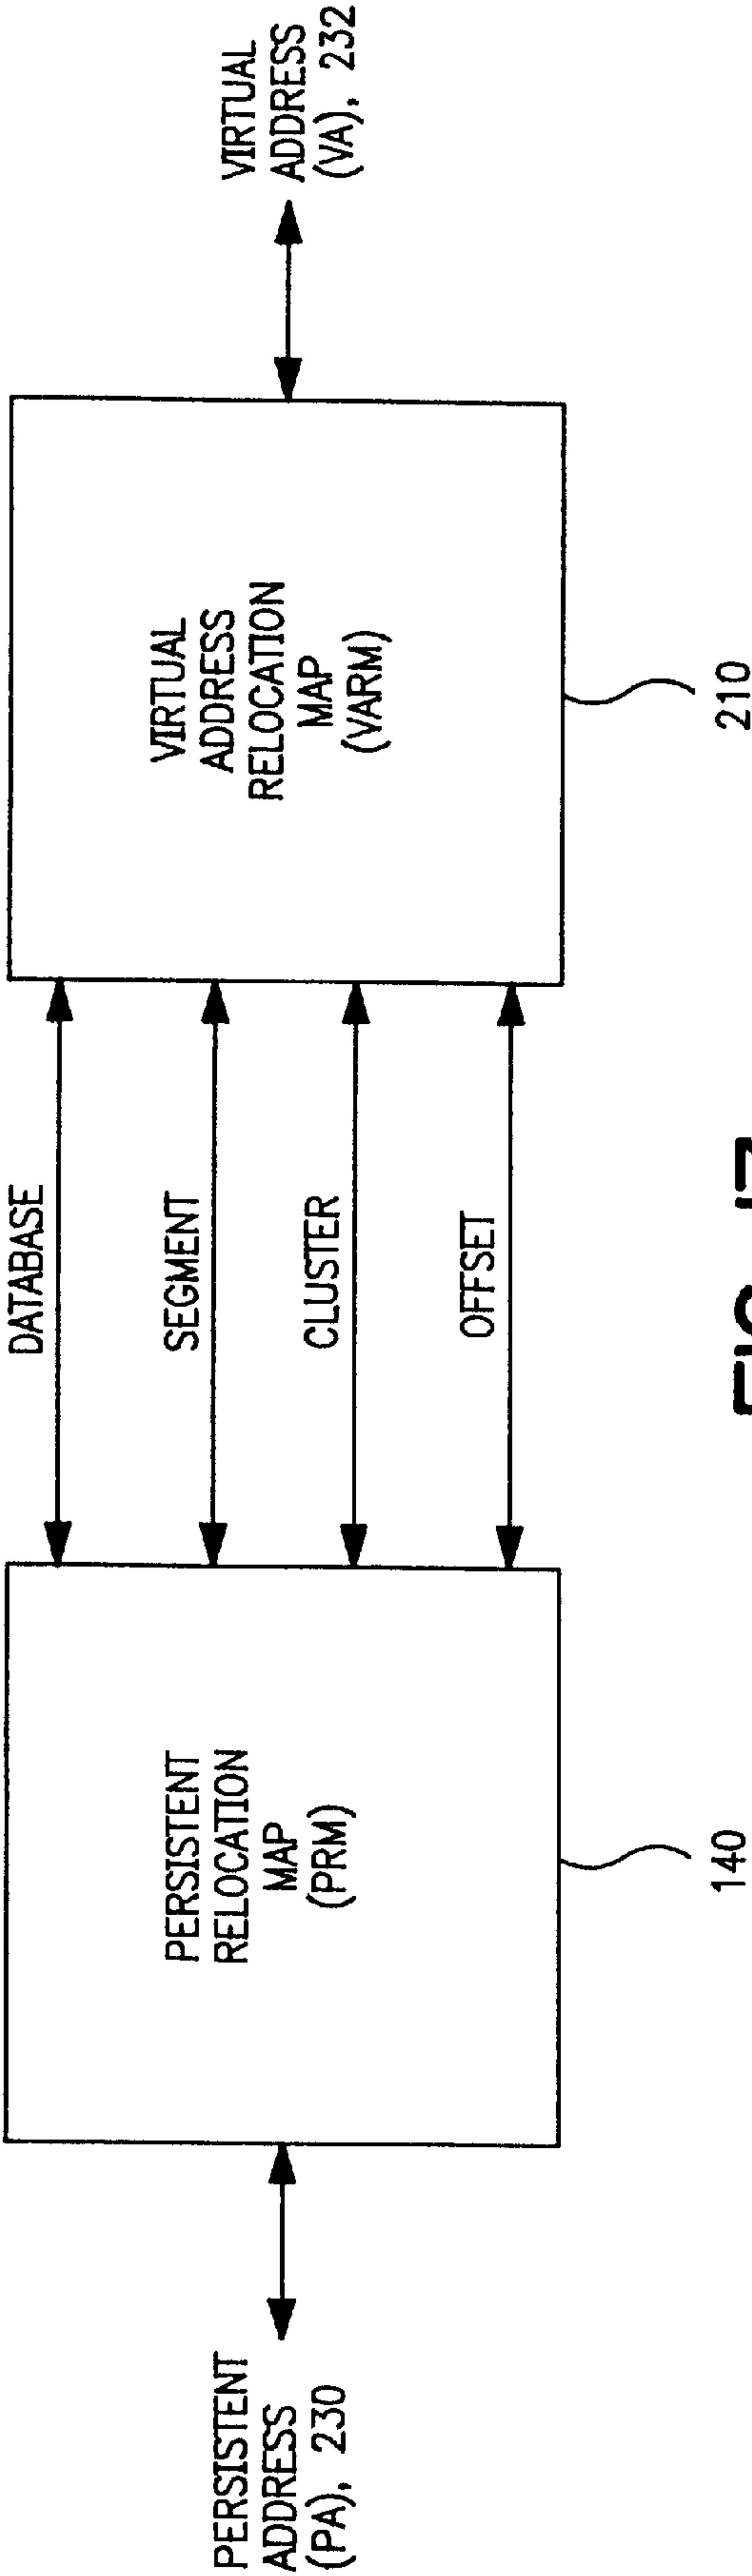 PERSISTENT
ADDRESS
(PA), 230
PERSISTENT
RELOCATION
MAP
(PRM)
140
DATABASE
SEGMENT
CLUSTER
OFFSET
VIRTUAL
ADDRESS
RELOCATION
MAP
(VARM)
210
VIRTUAL
ADDRESS
(VA), 232